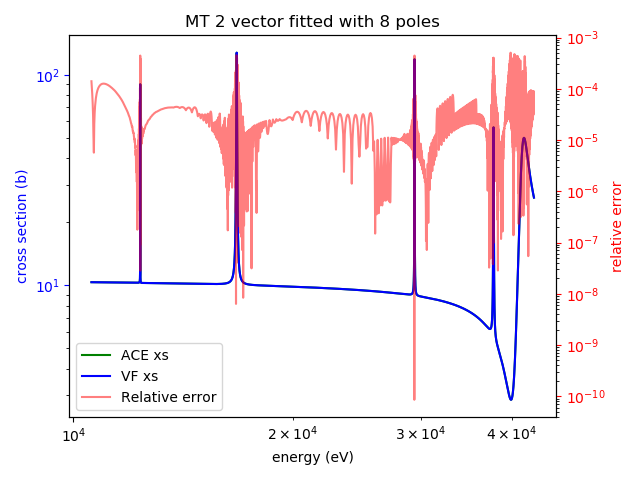 MT 2 vector fitted with 8 poles
cross section (b)
10²
10¹
10⁻³
10⁻⁴
10⁻⁵
10⁻⁶
10⁻⁷
10⁻⁸
10⁻⁹
10⁻¹⁰
relative error
ACE xs
VF xs
Relative error
10⁴
2 × 10⁴
3 × 10⁴
4 × 10⁴
energy (eV)